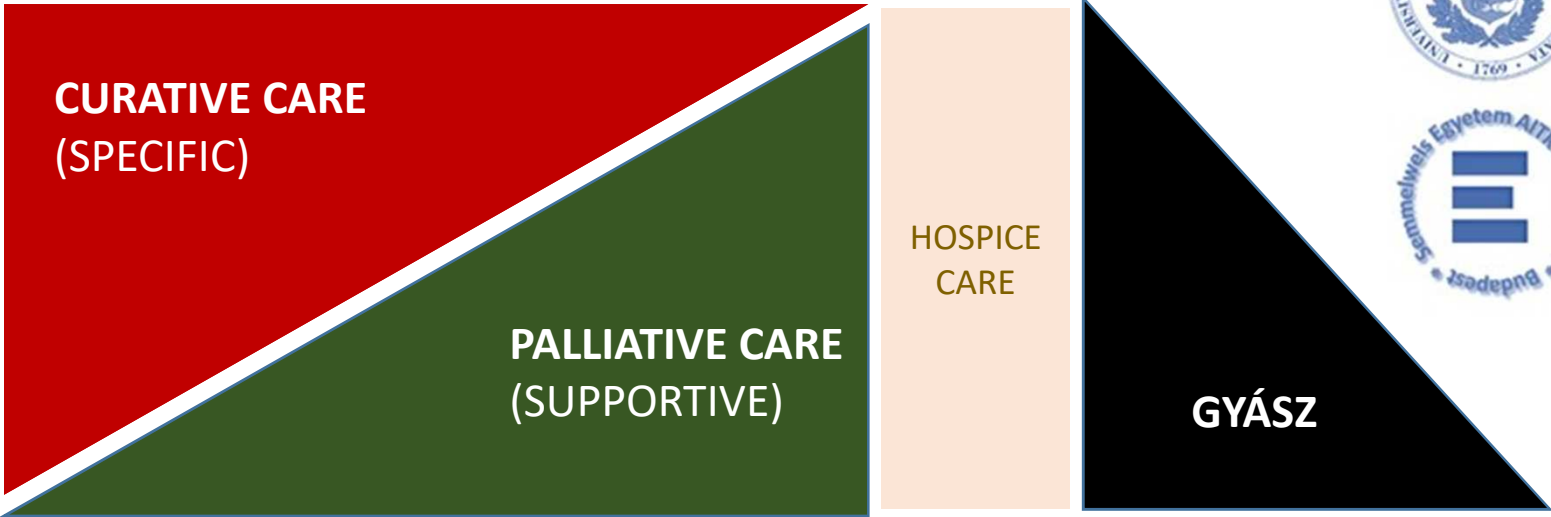 CURATIVE CARE
(SPECIFIC)
PALLIATIVE CARE
(SUPPORTIVE)
HOSPICE
CARE
GYÁSZ
1769
Semmelweis Egyetem
Budapest